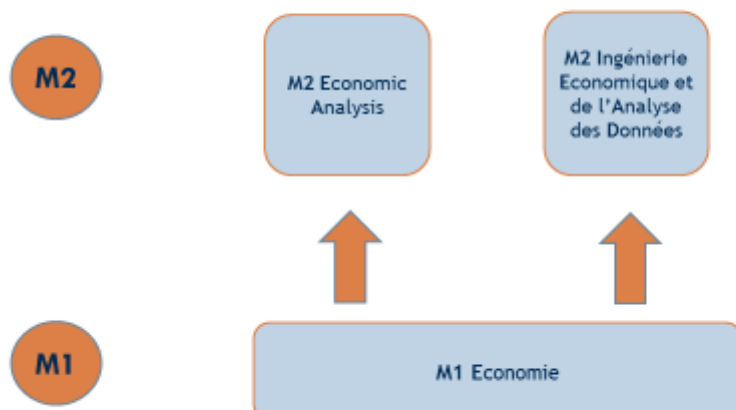 M2
M2 Economic
Analysis
M2 Ingénierie
Economique et
de l'Analyse
des Données
M1
M1 Economie